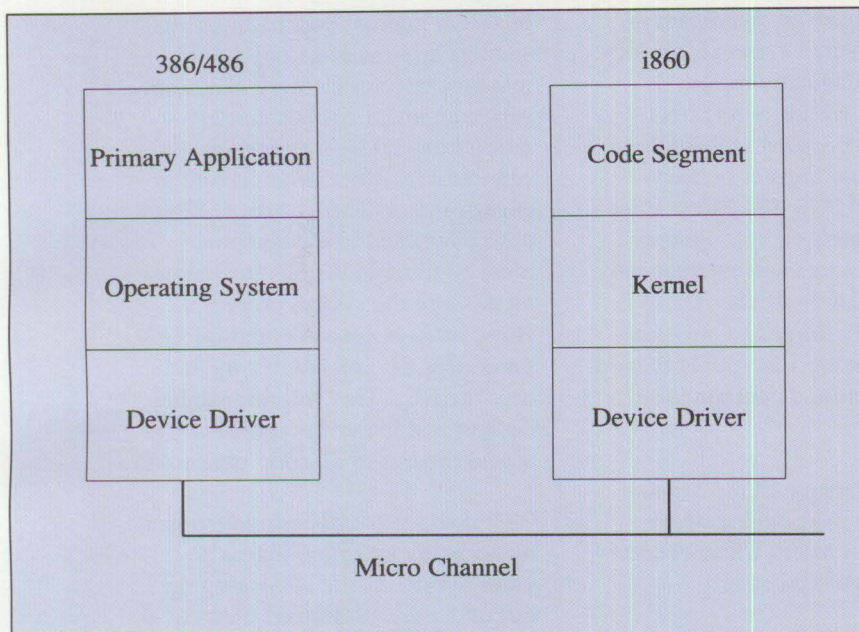 386/486
Primary Application
Operating System
Device Driver
i860
Code Segment
Kernel
Device Driver
Micro Channel